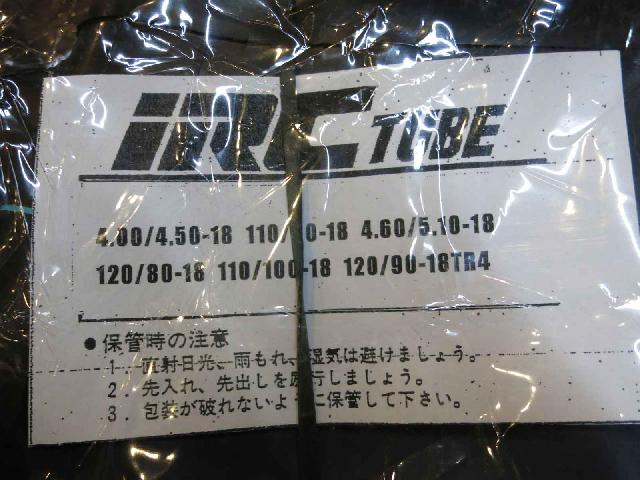 iRC TUBE
4.00/4.50-18 110/ 0-18 4.60/5.10-18
120/80-18 110/100-18 120/90-18TR4
●保管時の注意
1 直射日光、雨もれ、湿気は避けましょう。
2. 先入れ、先出しを励行しましょう。
3 包装が破れないように保管して下さい。